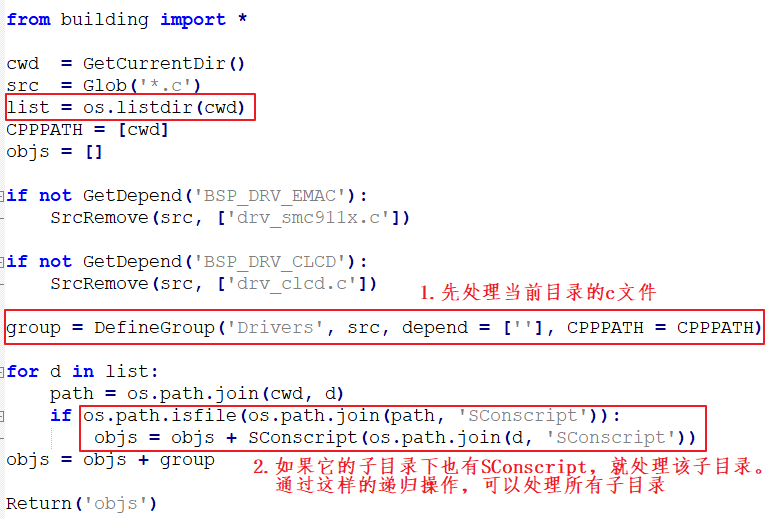 from building import *
cwd  = GetCurrentDir()
src  = Glob('*.c')
list = os.listdir(cwd)
CPPPATH = [cwd]
objs = []
if not GetDepend('BSP_DRV_EMAC'):
    SrcRemove(src, ['drv_smc911x.c'])
if not GetDepend('BSP_DRV_CLCD'):
    SrcRemove(src, ['drv_clcd.c'])
1. 先处理当前目录的c文件
group = DefineGroup('Drivers', src, depend = [''], CPPPATH = CPPPATH)
for d in list:
    path = os.path.join(cwd, d)
    if os.path.isfile(os.path.join(path, 'SConscript')):
        objs = objs + SConscript(os.path.join(d, 'SConscript'))
objs = objs + group
2. 如果它的子目录下也有SConscript，就处理该子目录。
通过这样的递归操作，可以处理所有子目录
Return('objs')